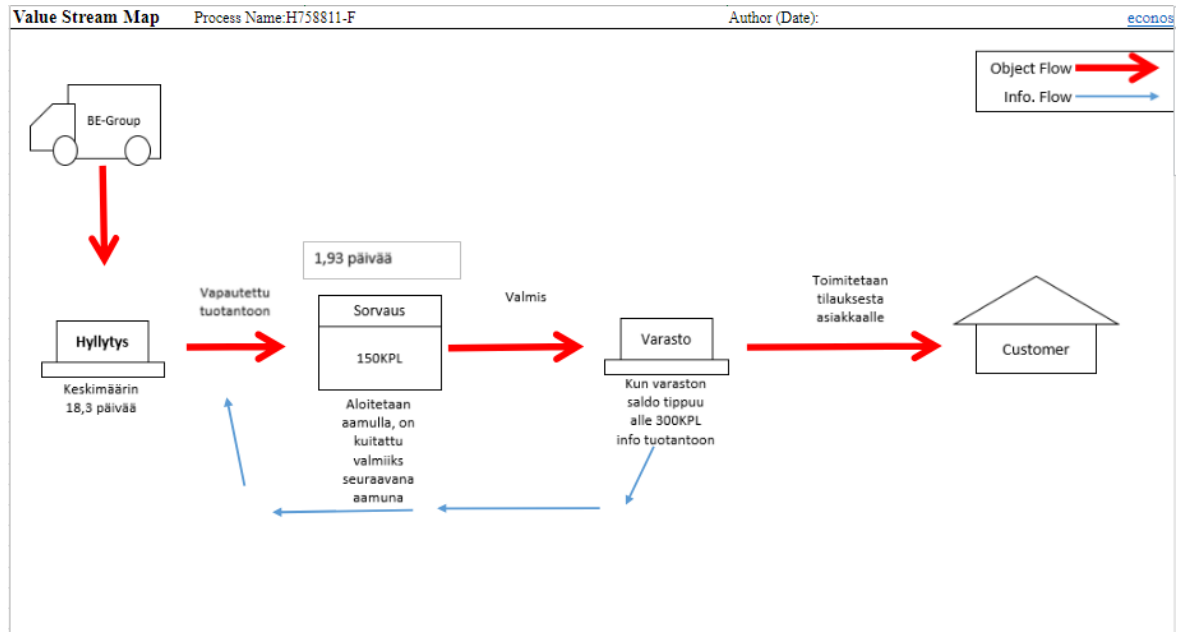 Value Stream Map Process Name:H758811-F Author (Date): econos
Object Flow
Info. Flow
BE-Group
1,93 päivää
Vapautettu
tuotantoon
Valmis
Toimitetaan
tilauksesta
asiakkaalle
Hyllytys
Keskimäärin
18,3 päivää
Sorvaus
150KPL
Aloitetaan
aamulla, on
kuitattu
valmiiks
seuraavana
aamuna
Varasto
Kun varaston
saldo tippuu
alle 300KPL
info tuotantoon
Customer